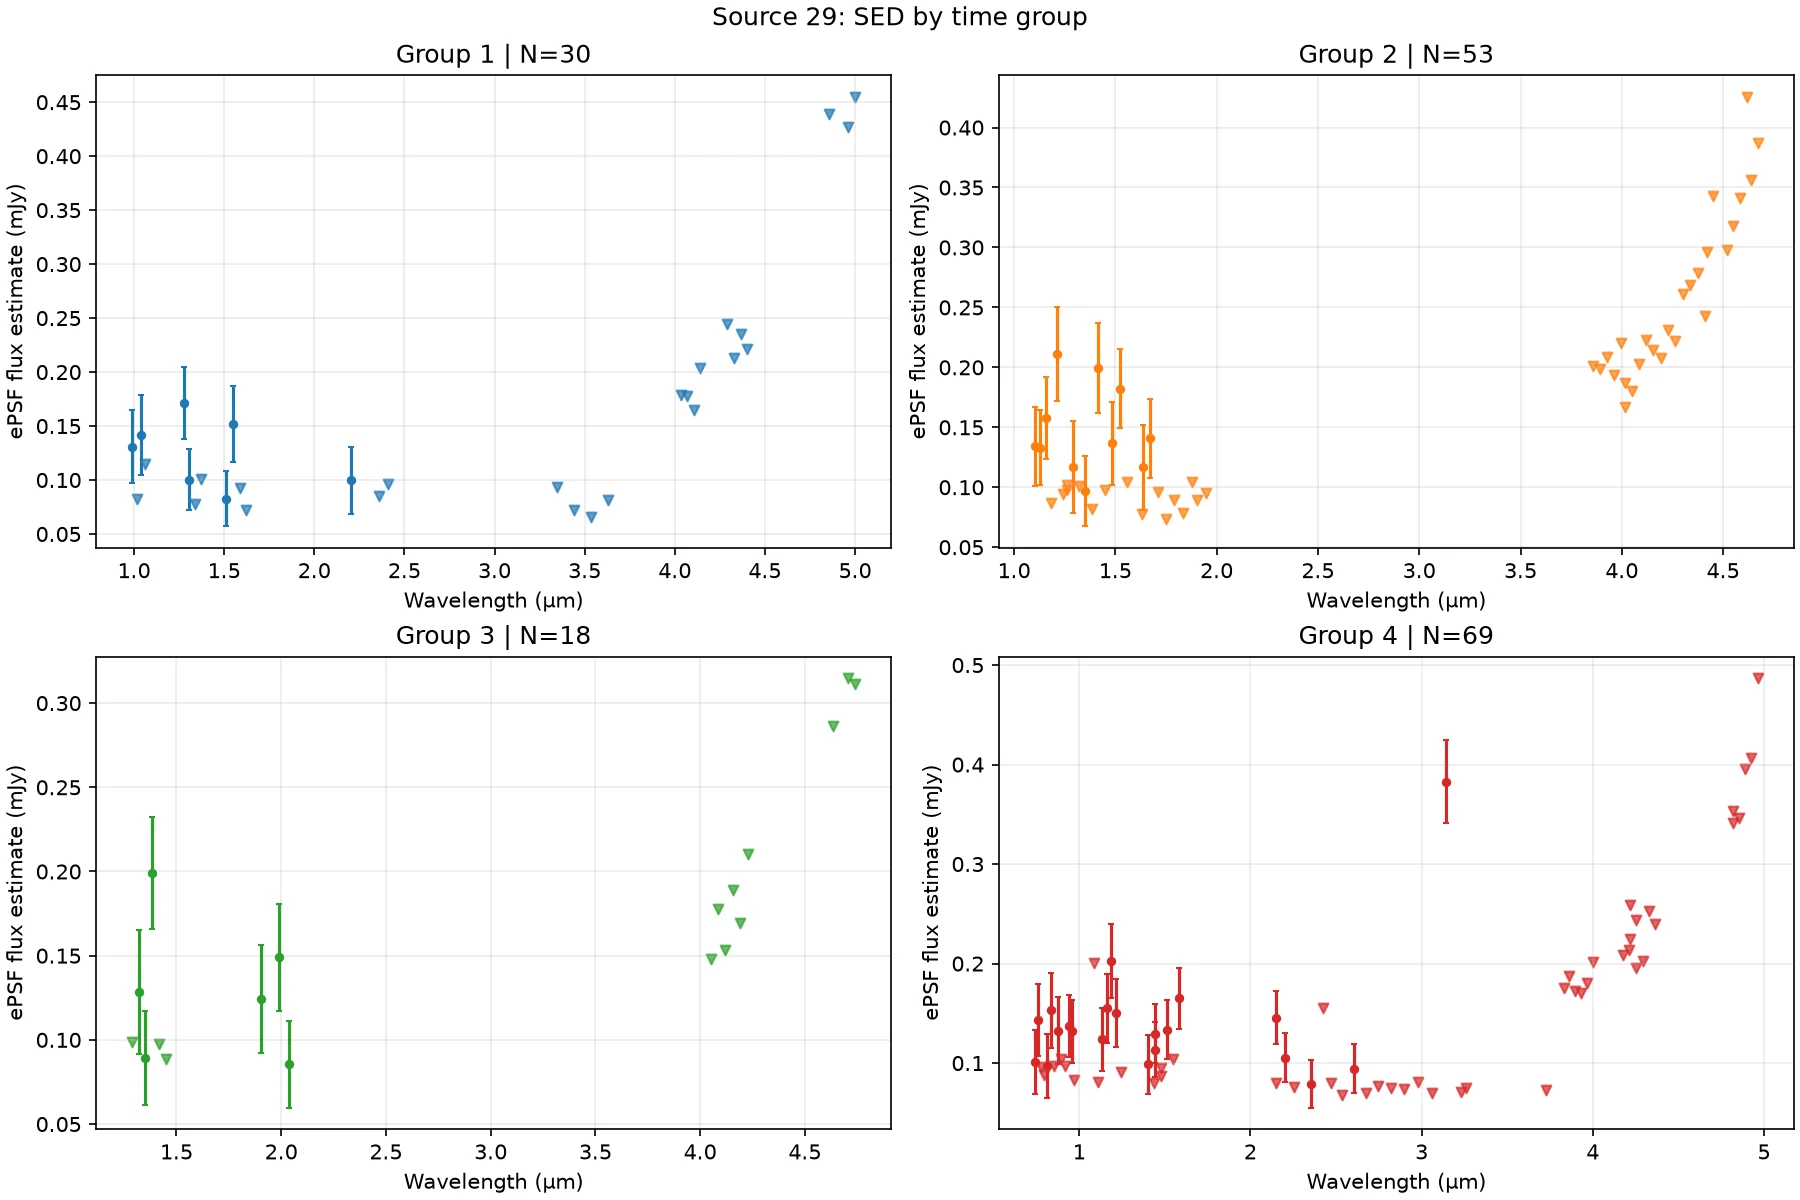 Source 29: SED by time group
Group 1 | N=30
ePSF flux estimate (mJy)
0.45
0.40
0.35
0.30
0.25
0.20
0.15
0.10
0.05
1.0 1.5 2.0 2.5 3.0 3.5 4.0 4.5 5.0
Wavelength (μm)
Group 2 | N=53
ePSF flux estimate (mJy)
0.40
0.35
0.30
0.25
0.20
0.15
0.10
0.05
1.0 1.5 2.0 2.5 3.0 3.5 4.0 4.5
Wavelength (μm)
Group 3 | N=18
ePSF flux estimate (mJy)
0.30
0.25
0.20
0.15
0.10
0.05
1.5 2.0 2.5 3.0 3.5 4.0 4.5
Wavelength (μm)
Group 4 | N=69
ePSF flux estimate (mJy)
0.5
0.4
0.3
0.2
0.1
1 2 3 4 5
Wavelength (μm)